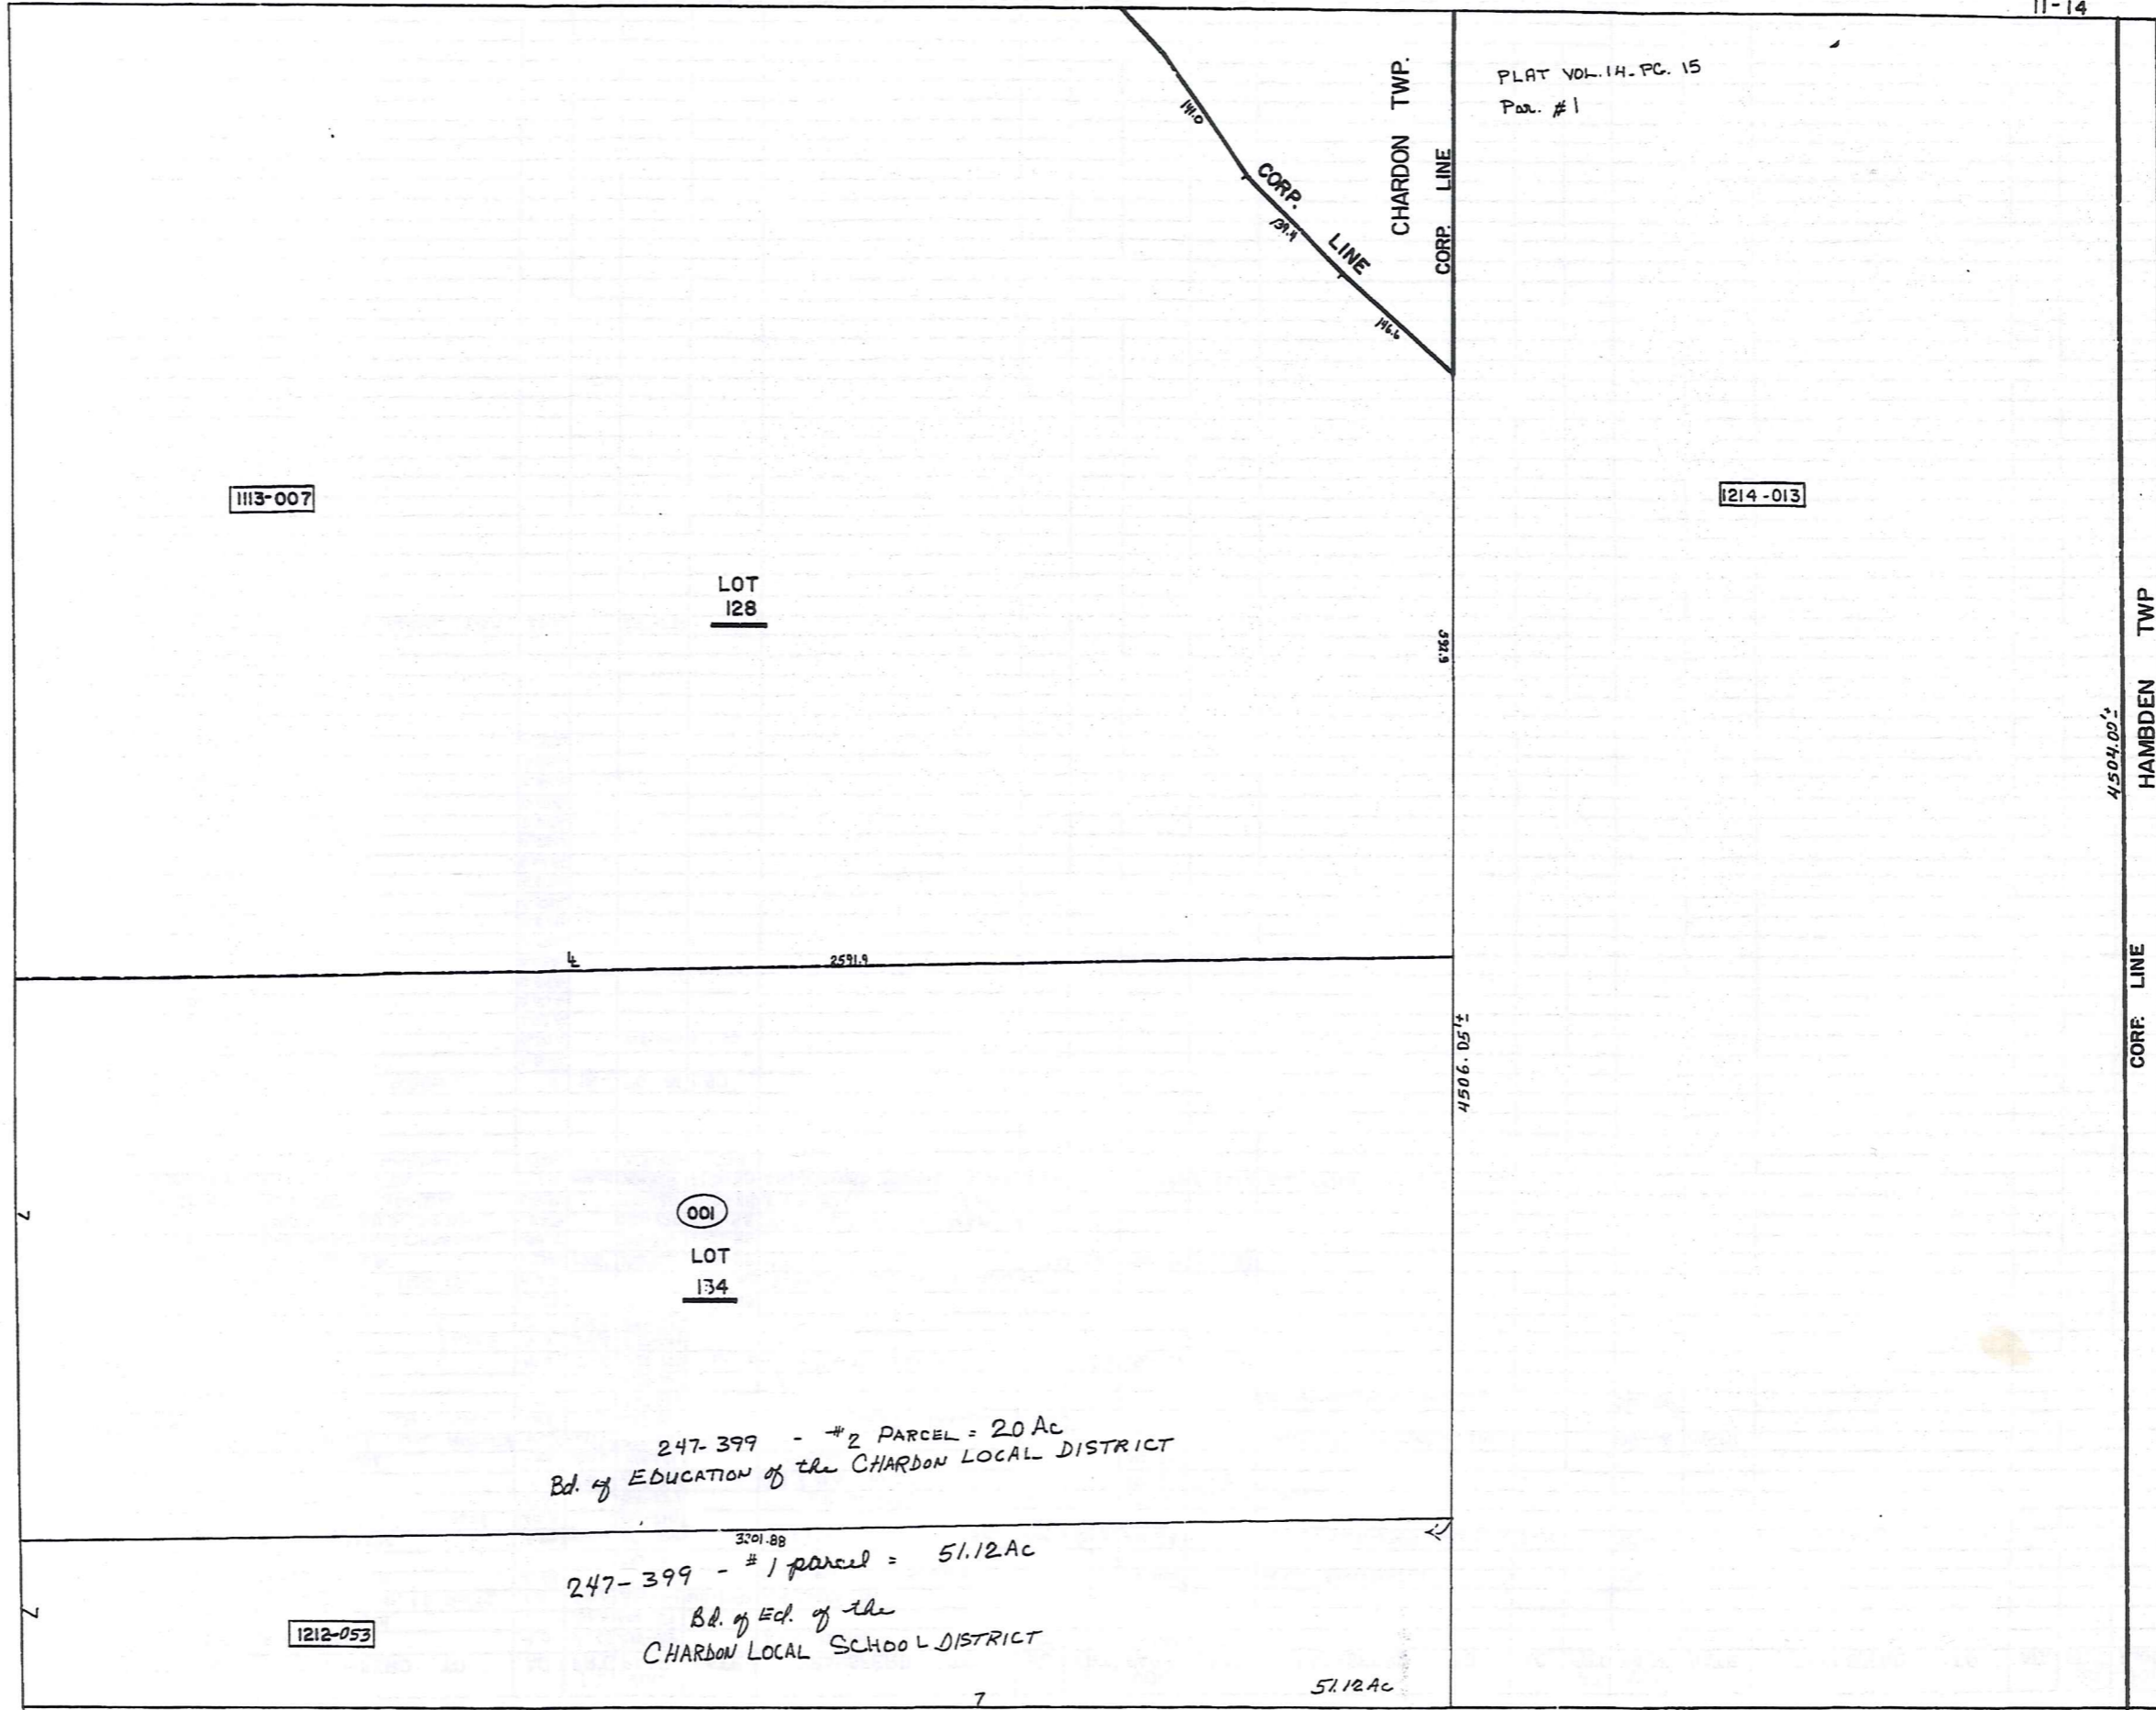 11-14
PLAT VOL. 14 - PG. 15
Par. #1
CHARDON TWP.
CORP. LINE
141.0
CORP. LINE
139.4
146.6
1113-007
1214-013
LOT
128
592.9
HAMBDEN TWP
4504.05'±
CORP. LINE
2591.9
4506.05'±
001
LOT
134
247-399 - #2 PARCEL = 20 Ac
Bd. of EDUCATION of the CHARDON LOCAL DISTRICT
3201.88
247-399 - #1 parcel = 51.12 Ac
Bd. of Ed. of the
CHARDON LOCAL SCHOOL DISTRICT
1212-053
51.12 Ac